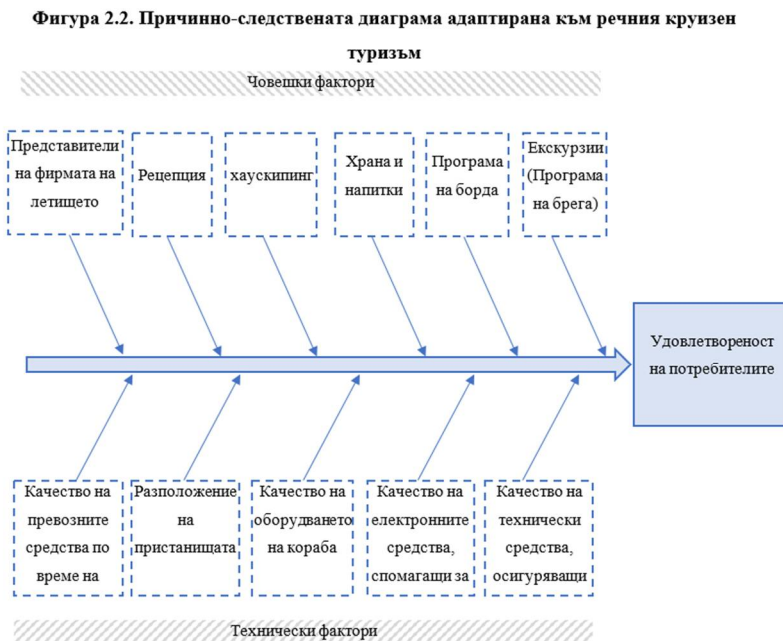 Фигура 2.2. Причинно-следствената диаграма адаптирана към речния круизен
туризъм
Човешки фактори
Представители
на фирмата на
летището
Рецепция
хаускипинг
Храна и
напитки
Програма
на борда
Екскурзии
(Програма
на брега)
Удовлетвореност
на потребителите
Качество на
превозните
средства по
време на
Разположение
на
пристанищата
Качество на
оборудването
на кораба
Качество на
електронните
средства,
спомагащи за
Качество на
технически
средства,
осигуряващи
Технически фактори